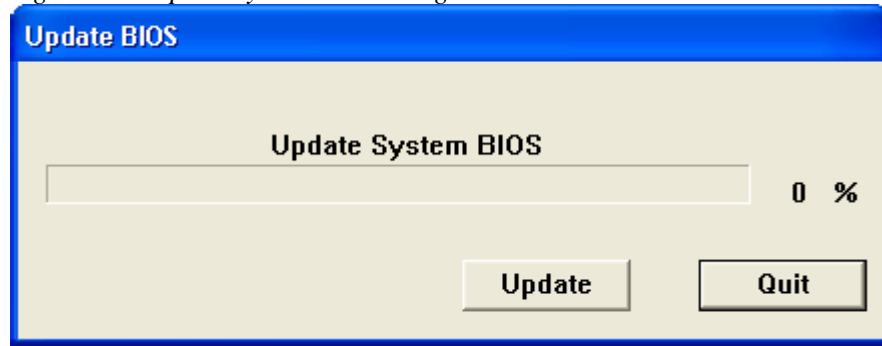 Update BIOS
Update System BIOS
0 %
Update
Quit